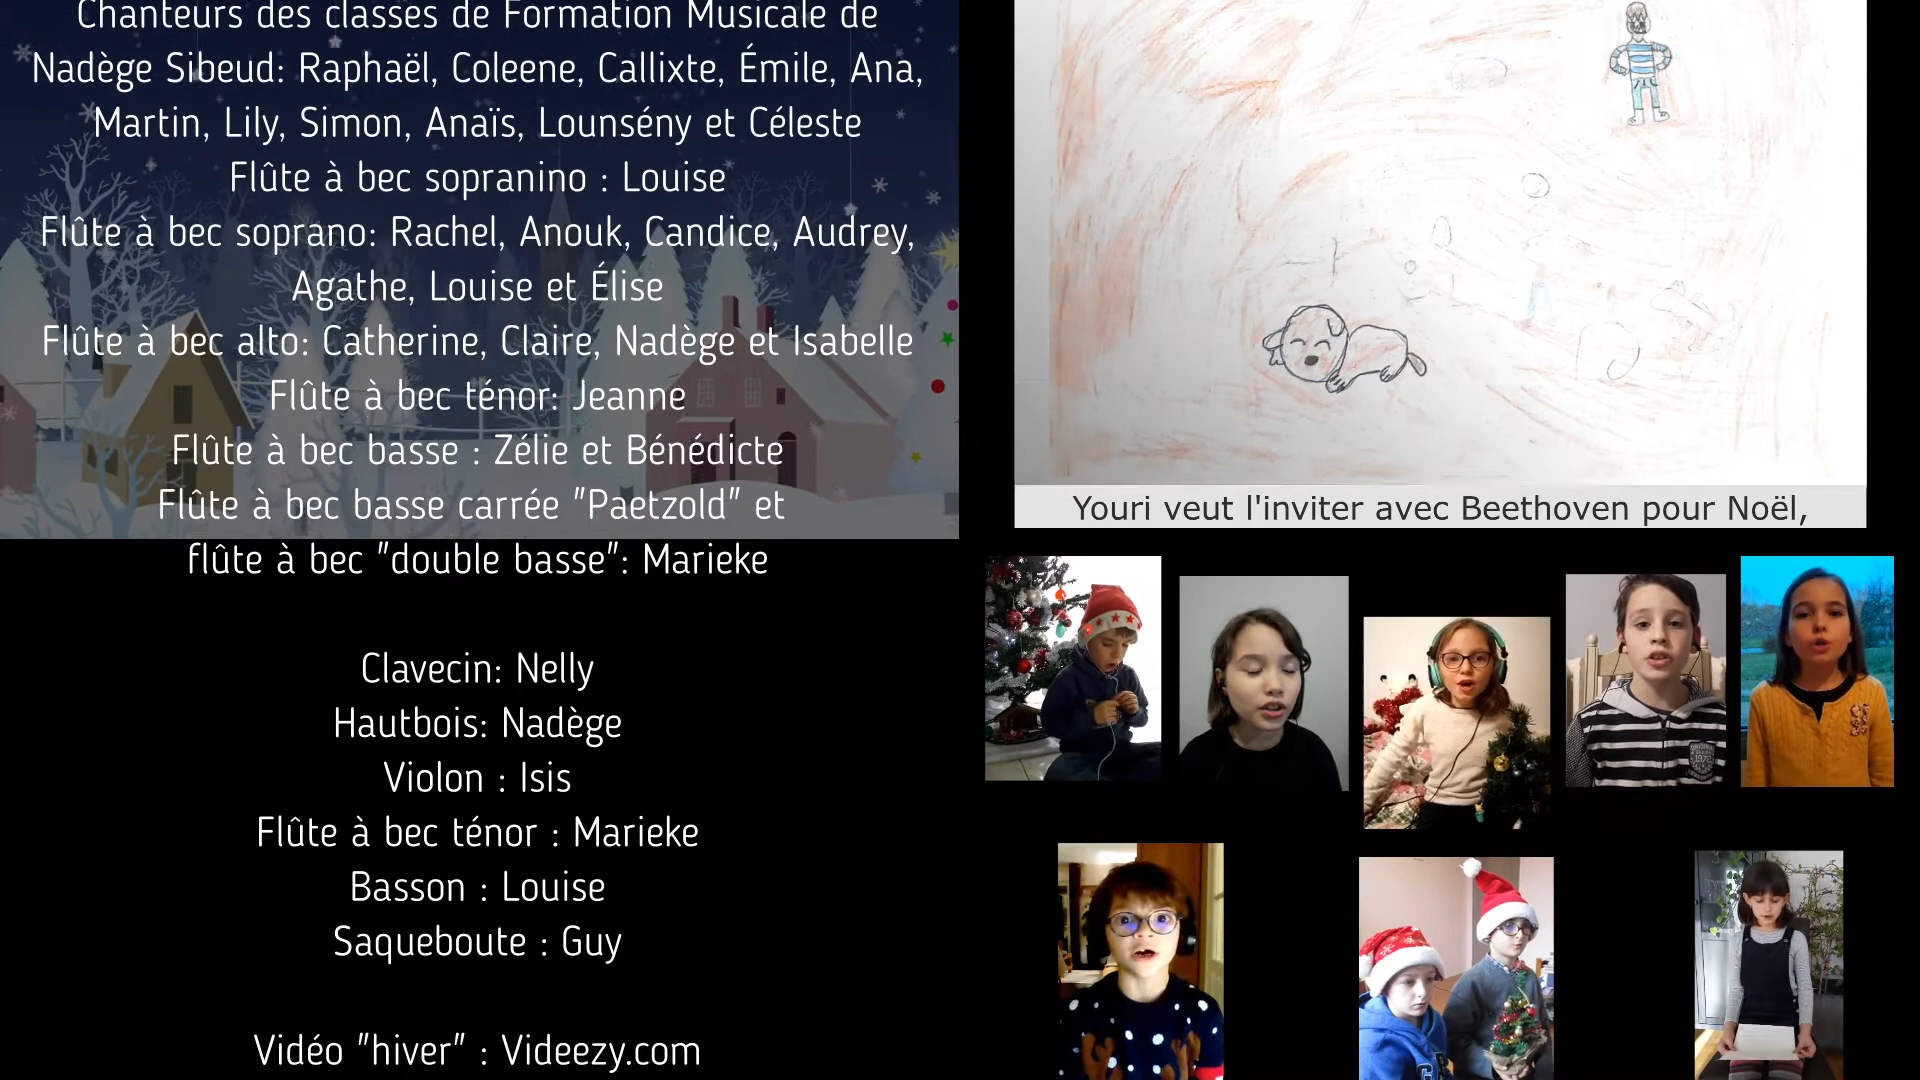 Chanteurs des classes de Formation Musicale de
Nadège Sibeud: Raphaël, Coleene, Callixte, Émile, Ana,
Martin, Lily, Simon, Anaïs, Lounsény et Céleste
Flûte à bec sopranino : Louise
Flûte à bec soprano: Rachel, Anouk, Candice, Audrey,
Agathe, Louise et Élise
Flûte à bec alto: Catherine, Claire, Nadège et Isabelle
Flûte à bec ténor: Jeanne
Flûte à bec basse : Zélie et Bénédicte
Flûte à bec basse carrée "Paetzold" et
flûte à bec "double basse": Marieke
Clavecin: Nelly
Hautbois: Nadège
Violon : Isis
Flûte à bec ténor : Marieke
Basson : Louise
Saqueboute : Guy
Vidéo "hiver" : Videezy.com
Youri veut l'inviter avec Beethoven pour Noël,
1972